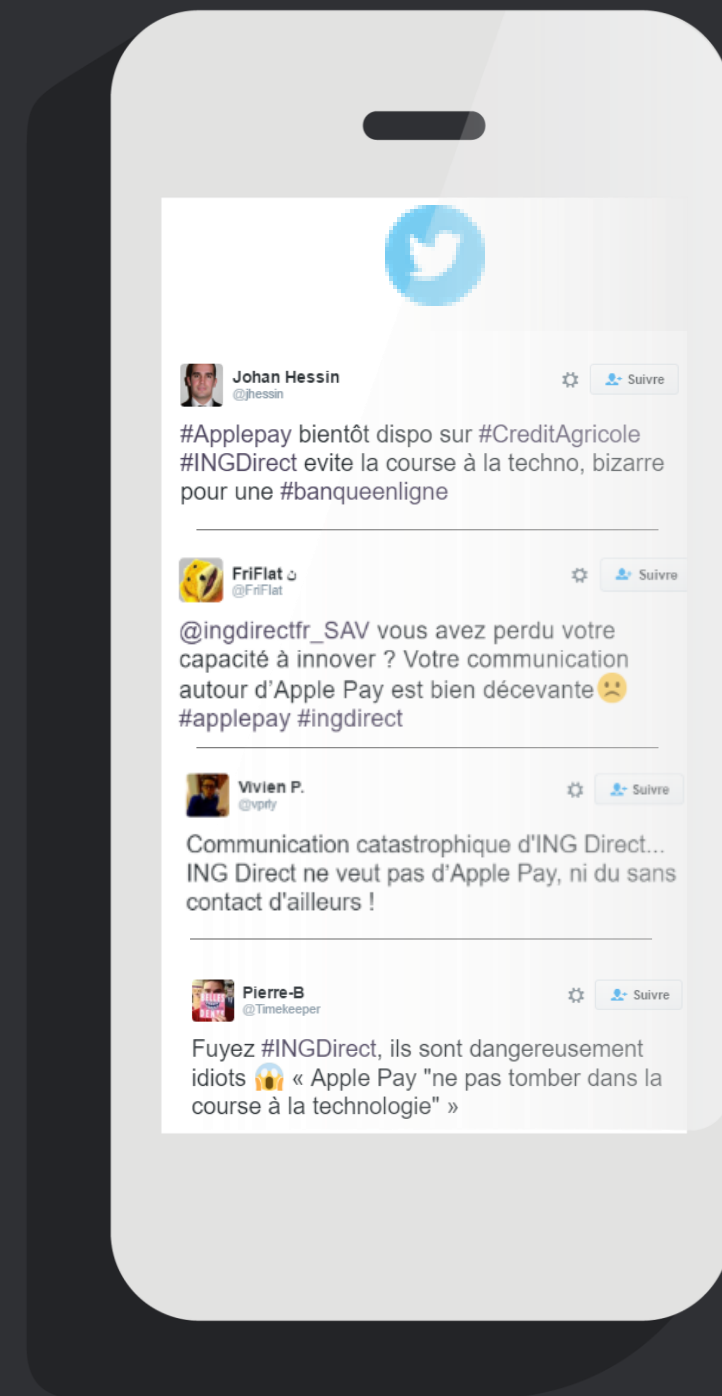 Johan Hessin
@jhessin
Suivre
#Applepay bientôt dispo sur #CreditAgricole
#INGDirect evite la course à la techno, bizarre
pour une #banqueenligne
FriFlat ن
@FriFlat
Suivre
@ingdirectfr_SAV vous avez perdu votre
capacité à innover ? Votre communication
autour d'Apple Pay est bien décevante🙁
#applepay #ingdirect
Vivien P.
Suivre
Communication catastrophique d'ING Direct...
ING Direct ne veut pas d'Apple Pay, ni du sans
contact d'ailleurs !
Pierre-B
@Timekeeper
Suivre
Fuyez #INGDirect, ils sont dangereusement
idiots 😱 « Apple Pay "ne pas tomber dans la
course à la technologie" »